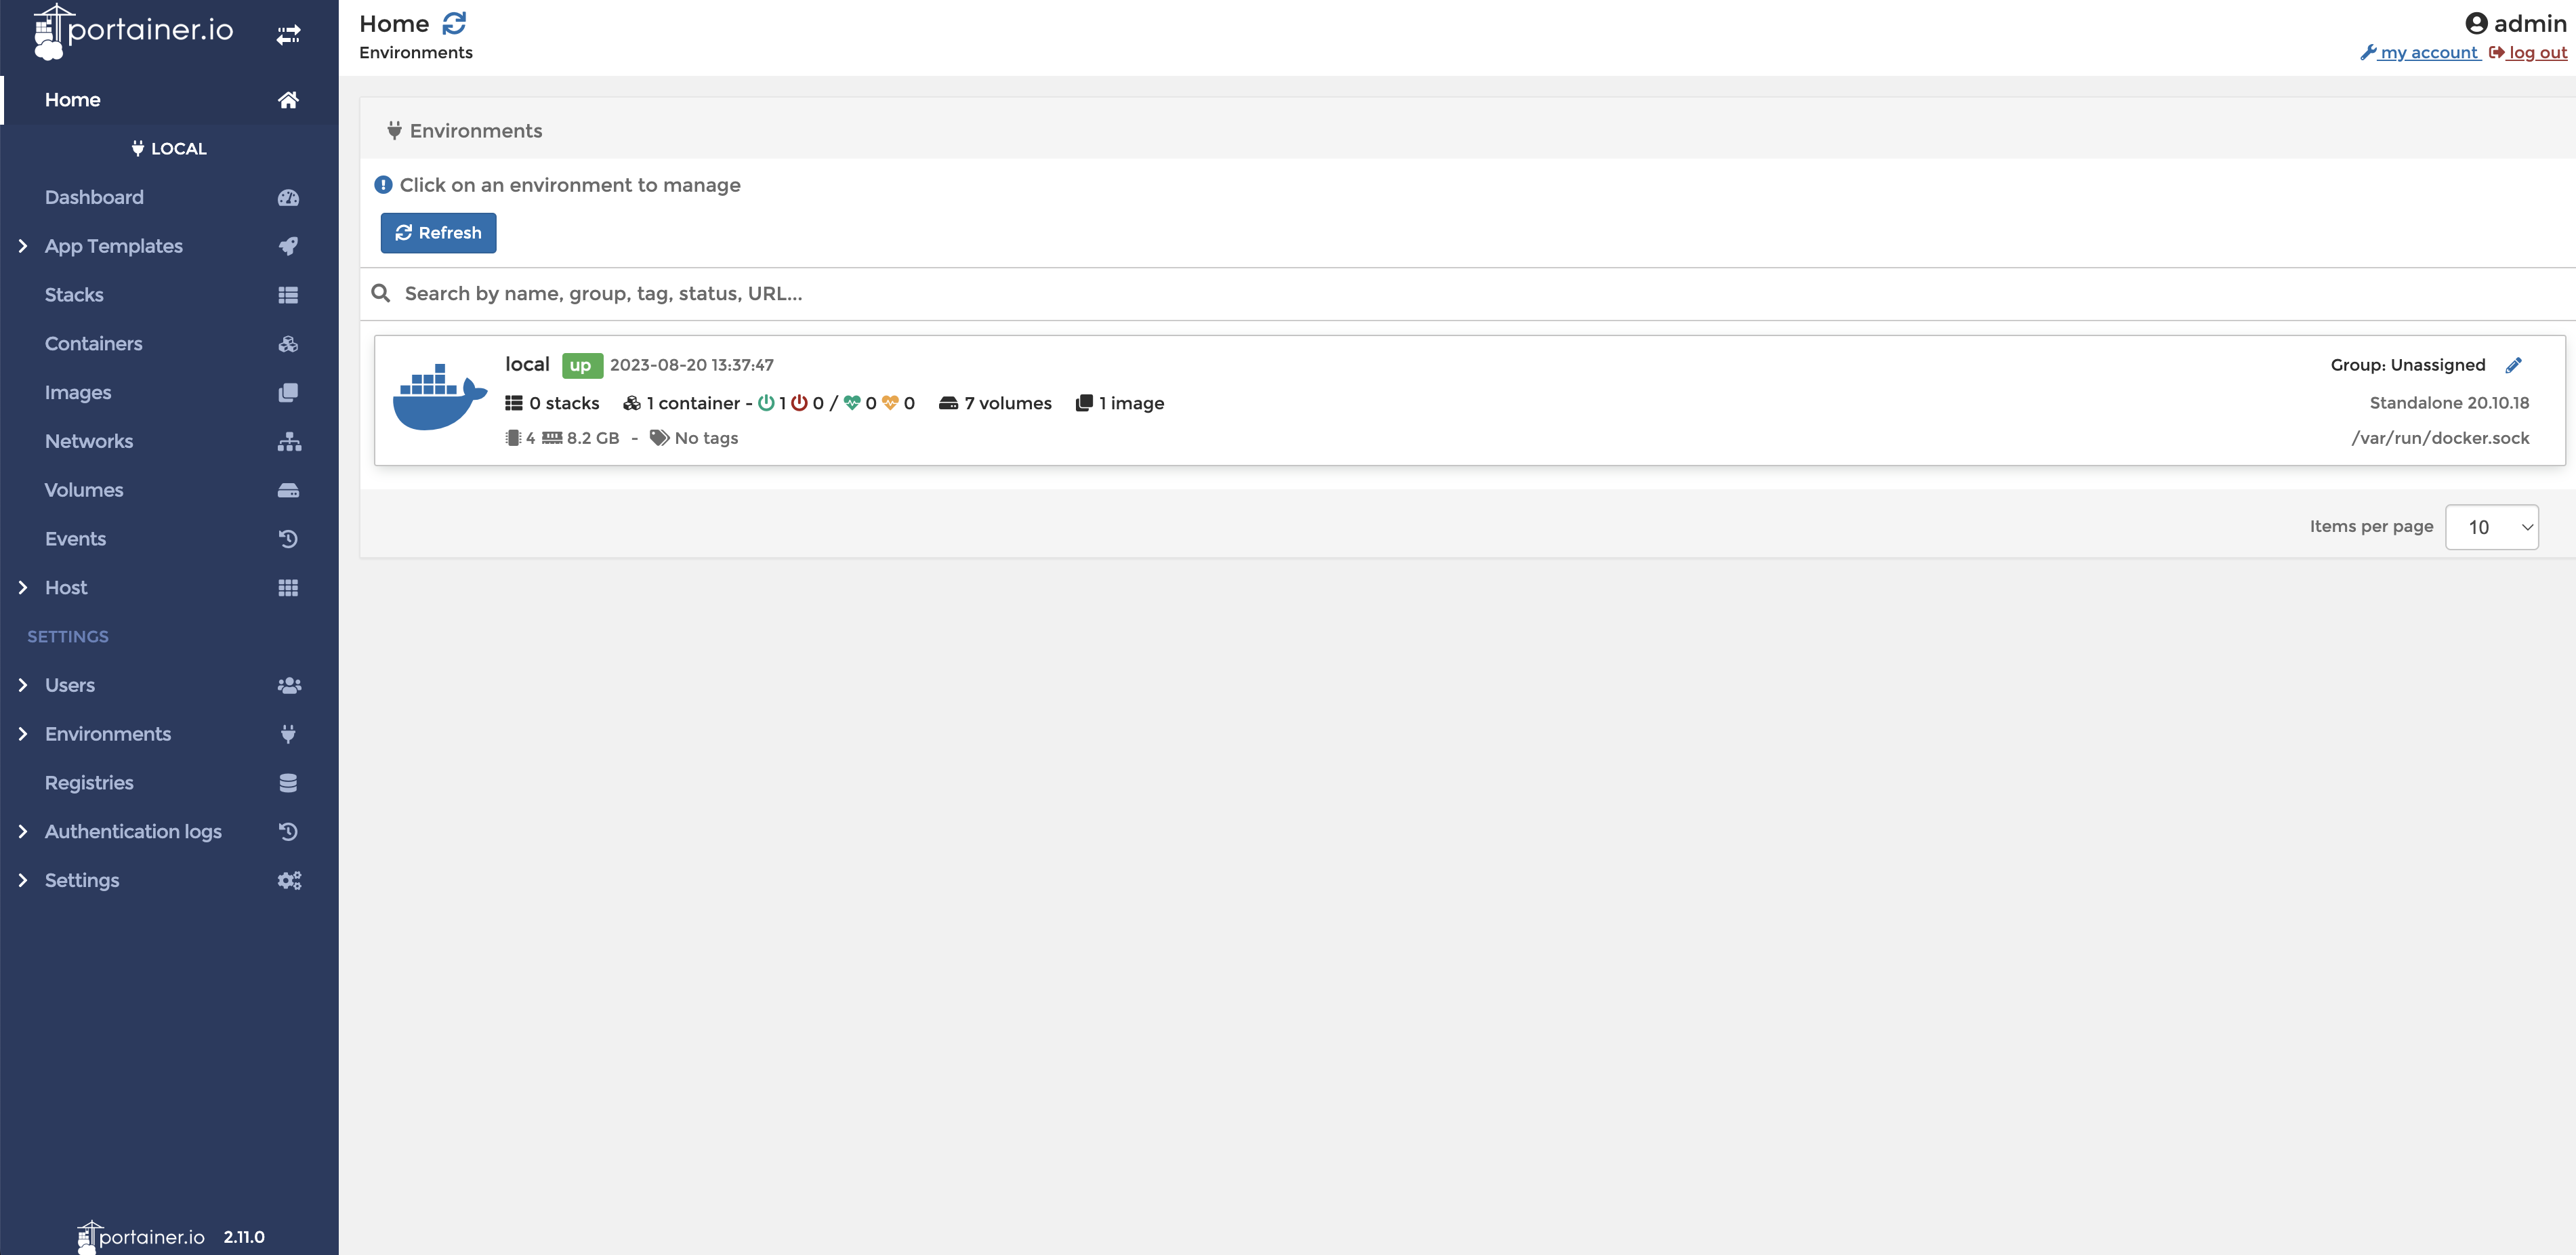 portainer.io
Home
LOCAL
Dashboard
App Templates
Stacks
Containers
Images
Networks
Volumes
Events
Host
SETTINGS
Users
Environments
Registries
Authentication logs
Settings
portainer.io 2.11.0
Home
Environments
admin
my account log out
Environments
Click on an environment to manage
Refresh
Search by name, group, tag, status, URL...
local up 2023-08-20 13:37:47
Group: Unassigned
0 stacks 1 container - 1 0 / 0 0 7 volumes 1 image
Standalone 20.10.18
4 8.2 GB - No tags
/var/run/docker.sock
Items per page 10